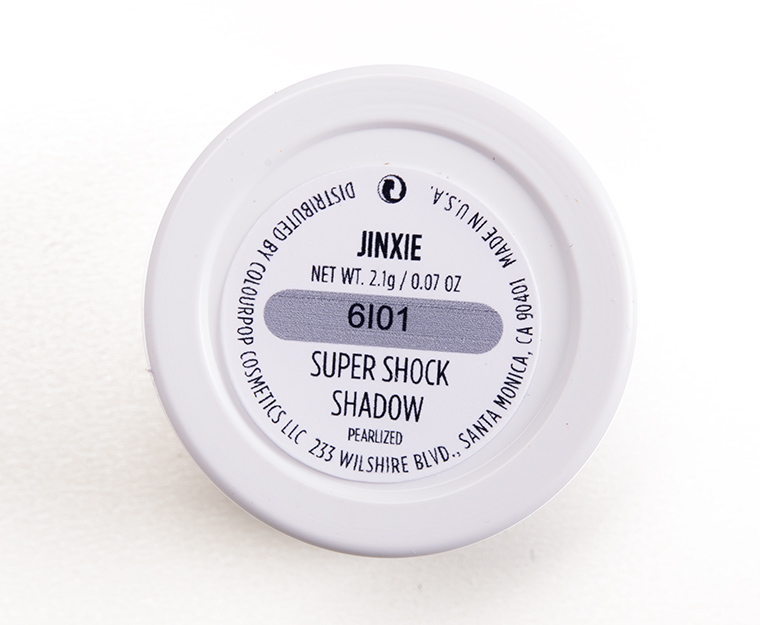 JINXIE
NET WT. 2.1g / 0.07 OZ
6I01
SUPER SHOCK
SHADOW
PEARLIZED
DISTRIBUTED BY COLOURPOP COSMETICS LLC 233 WILSHIRE BLVD., SANTA MONICA, CA 90401 MADE IN U.S.A.